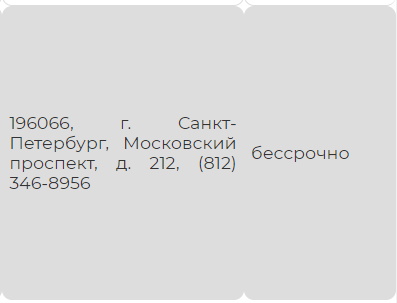 196066, г. Санкт-
Петербург, Московский
проспект, д. 212, (812)
346-8956
бессрочно